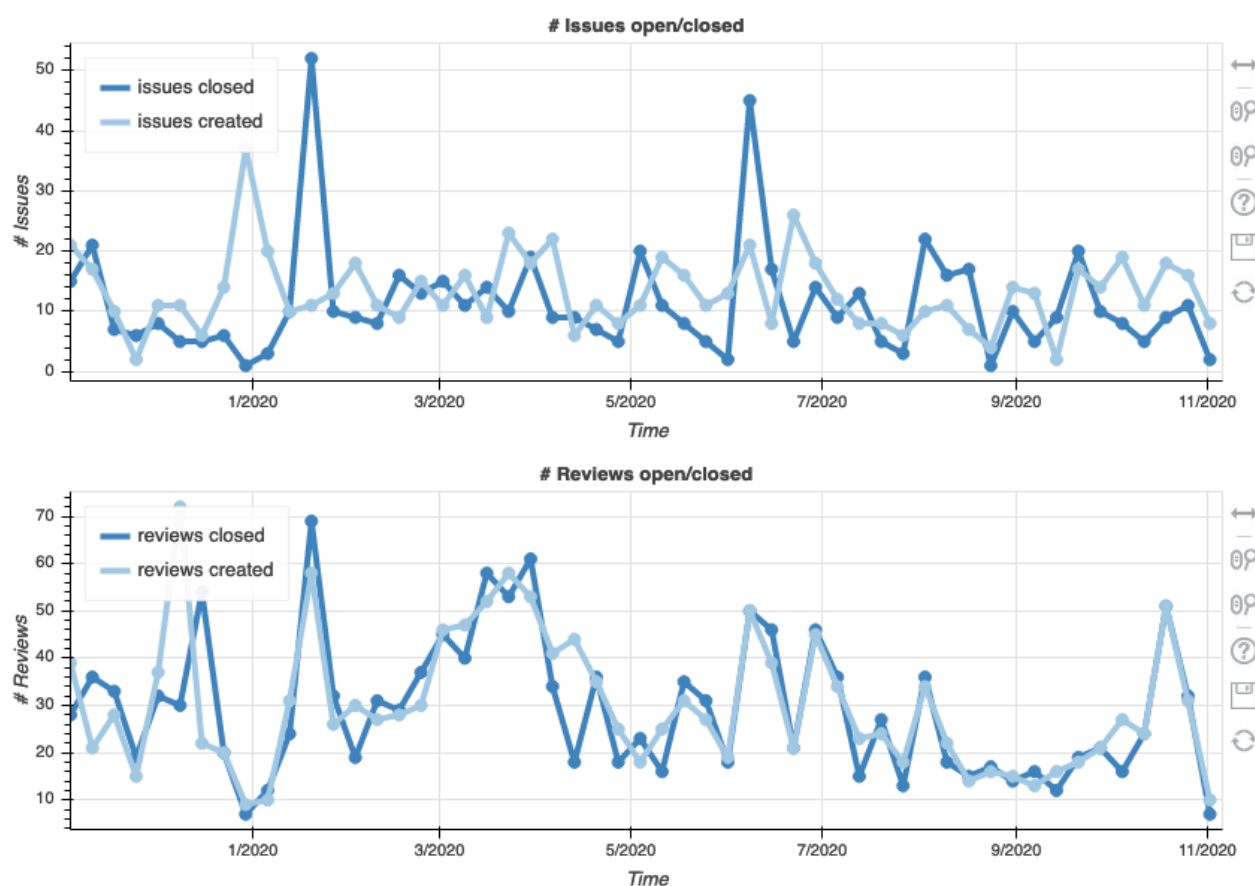 # Issues open/closed
issues closed
issues created
# Issues
50
40
30
20
10
0
1/2020
3/2020
5/2020
7/2020
9/2020
11/2020
Time
# Reviews open/closed
reviews closed
reviews created
# Reviews
70
60
50
40
30
20
10
1/2020
3/2020
5/2020
7/2020
9/2020
11/2020
Time